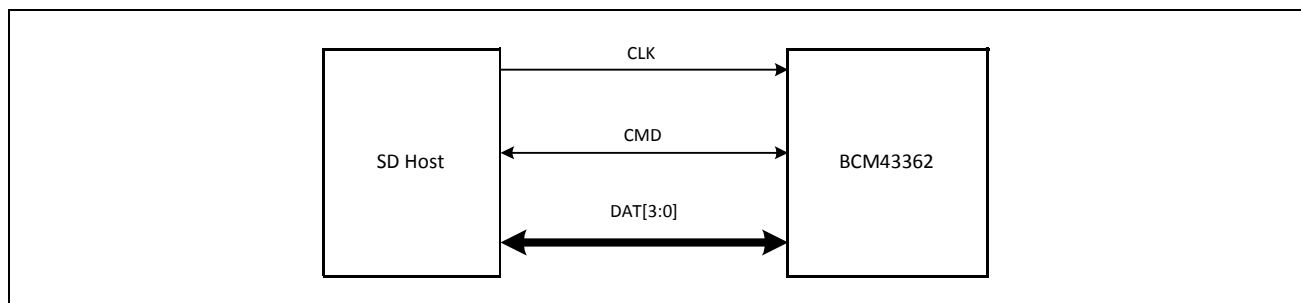 CLK
CMD
SD Host
BCM43362
DAT[3:0]